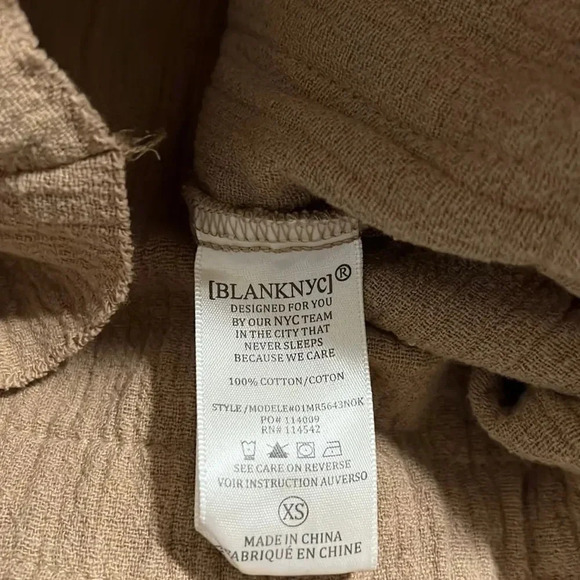 [BLANKNYC]®
DESIGNED FOR YOU
BY OUR NYC TEAM
IN THE CITY THAT
NEVER SLEEPS
BECAUSE WE CARE
100% COTTON/COTON
STYLE/MODELE#01MR5643NOK
PO# 114009
RN# 114542
SEE CARE ON REVERSE
VOIR INSTRUCTION AUVERSO
XS
MADE IN CHINA
FABRIQUÉ EN CHINE